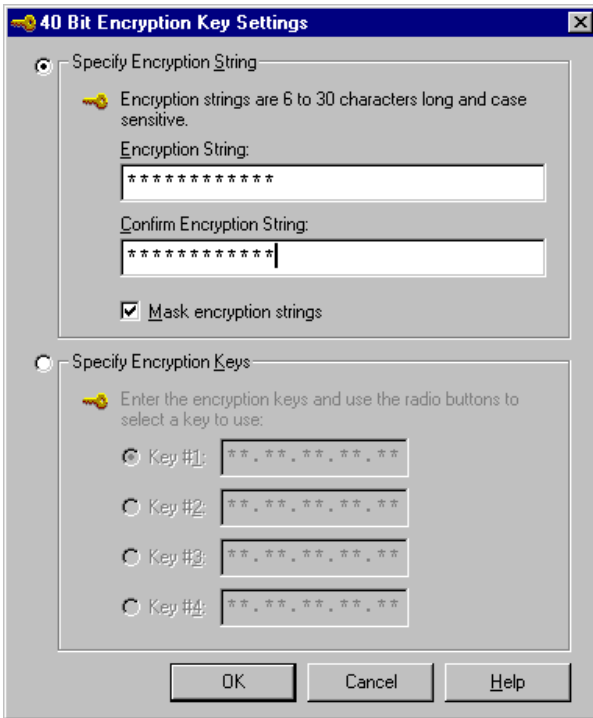 40 Bit Encryption Key Settings
Specify Encryption String
Encryption strings are 6 to 30 characters long and case
sensitive.
Encryption String:
************
Confirm Encryption String:
************
Mask encryption strings
Specify Encryption Keys
Enter the encryption keys and use the radio buttons to
select a key to use:
Key #1: **.**.**.**.**
Key #2: **.**.**.**.**
Key #3: **.**.**.**.**
Key #4: **.**.**.**.**
OK Cancel Help